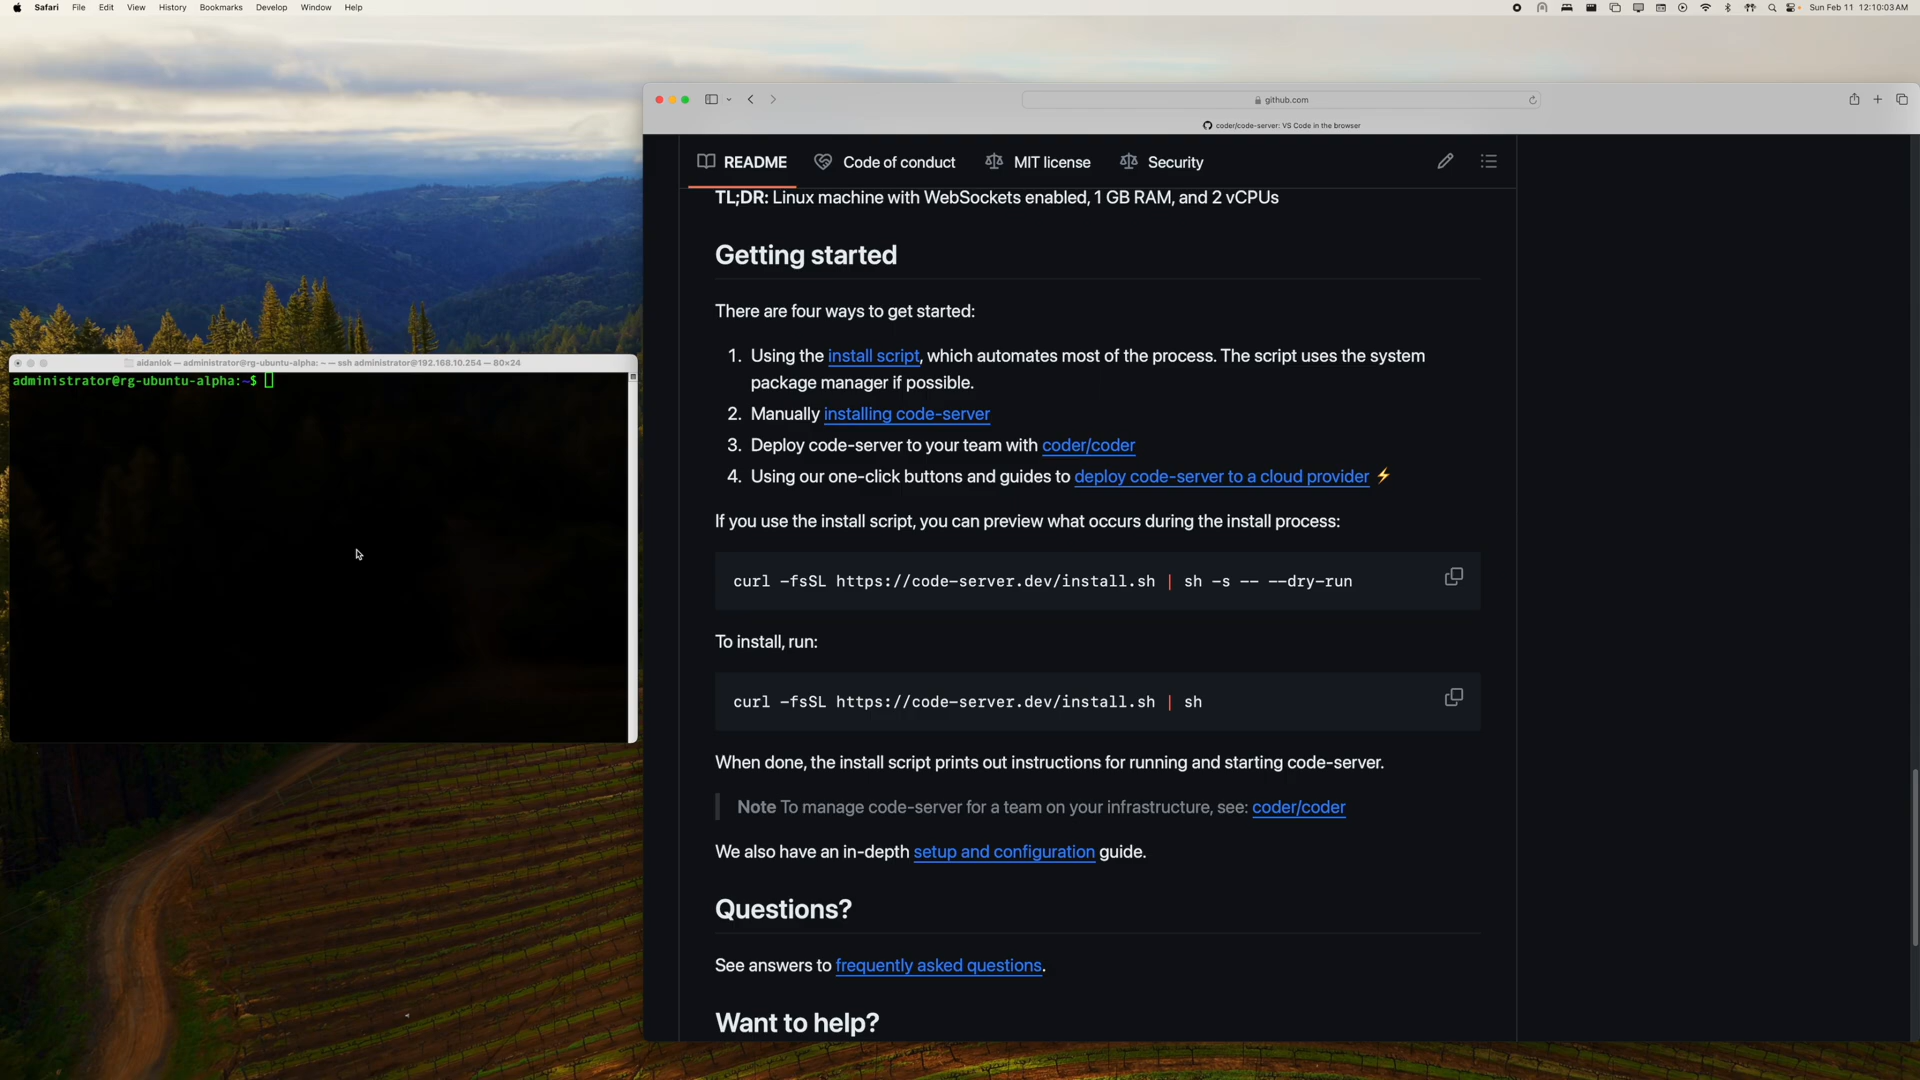 Safari File Edit View History Bookmarks Develop Window Help
Sun Feb 11 12:10:03 AM
github.com
coder/code-server: VS Code in the browser
README Code of conduct MIT license Security
TL;DR: Linux machine with WebSockets enabled, 1 GB RAM, and 2 vCPUs
Getting started
There are four ways to get started:
1. Using the install script, which automates most of the process. The script uses the system
package manager if possible.
2. Manually installing code-server
3. Deploy code-server to your team with coder/coder
4. Using our one-click buttons and guides to deploy code-server to a cloud provider ⚡
If you use the install script, you can preview what occurs during the install process:
curl -fsSL https://code-server.dev/install.sh | sh -s -- --dry-run
To install, run:
curl -fsSL https://code-server.dev/install.sh | sh
When done, the install script prints out instructions for running and starting code-server.
Note To manage code-server for a team on your infrastructure, see: coder/coder
We also have an in-depth setup and configuration guide.
Questions?
See answers to frequently asked questions.
Want to help?
aidanlok — administrator@rg-ubuntu-alpha: ~ — ssh administrator@192.168.10.254 — 80×24
administrator@rg-ubuntu-alpha:~$